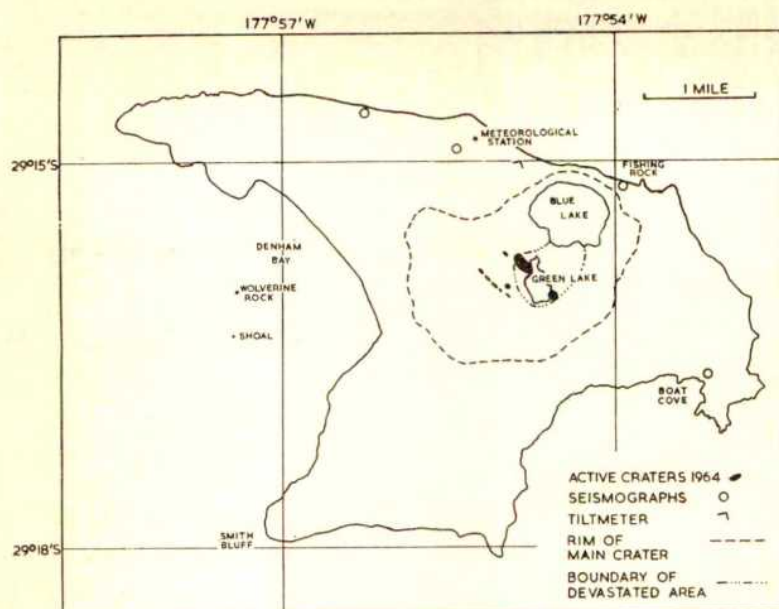 177°57'W
177°54'W
1 MILE
METEOROLOGICAL
STATION
29°15'S
FISHING
ROCK
BLUE
LAKE
DENHAM
BAY
GREEN LAKE
WOLVERINE
ROCK
SHOAL
BOAT
COVE
ACTIVE CRATERS 1964
SEISMOGRAPHS
TILTMETER
RIM OF
MAIN CRATER
SMITH
BLUFF
29°18'S
BOUNDARY OF
DEVASTATED AREA